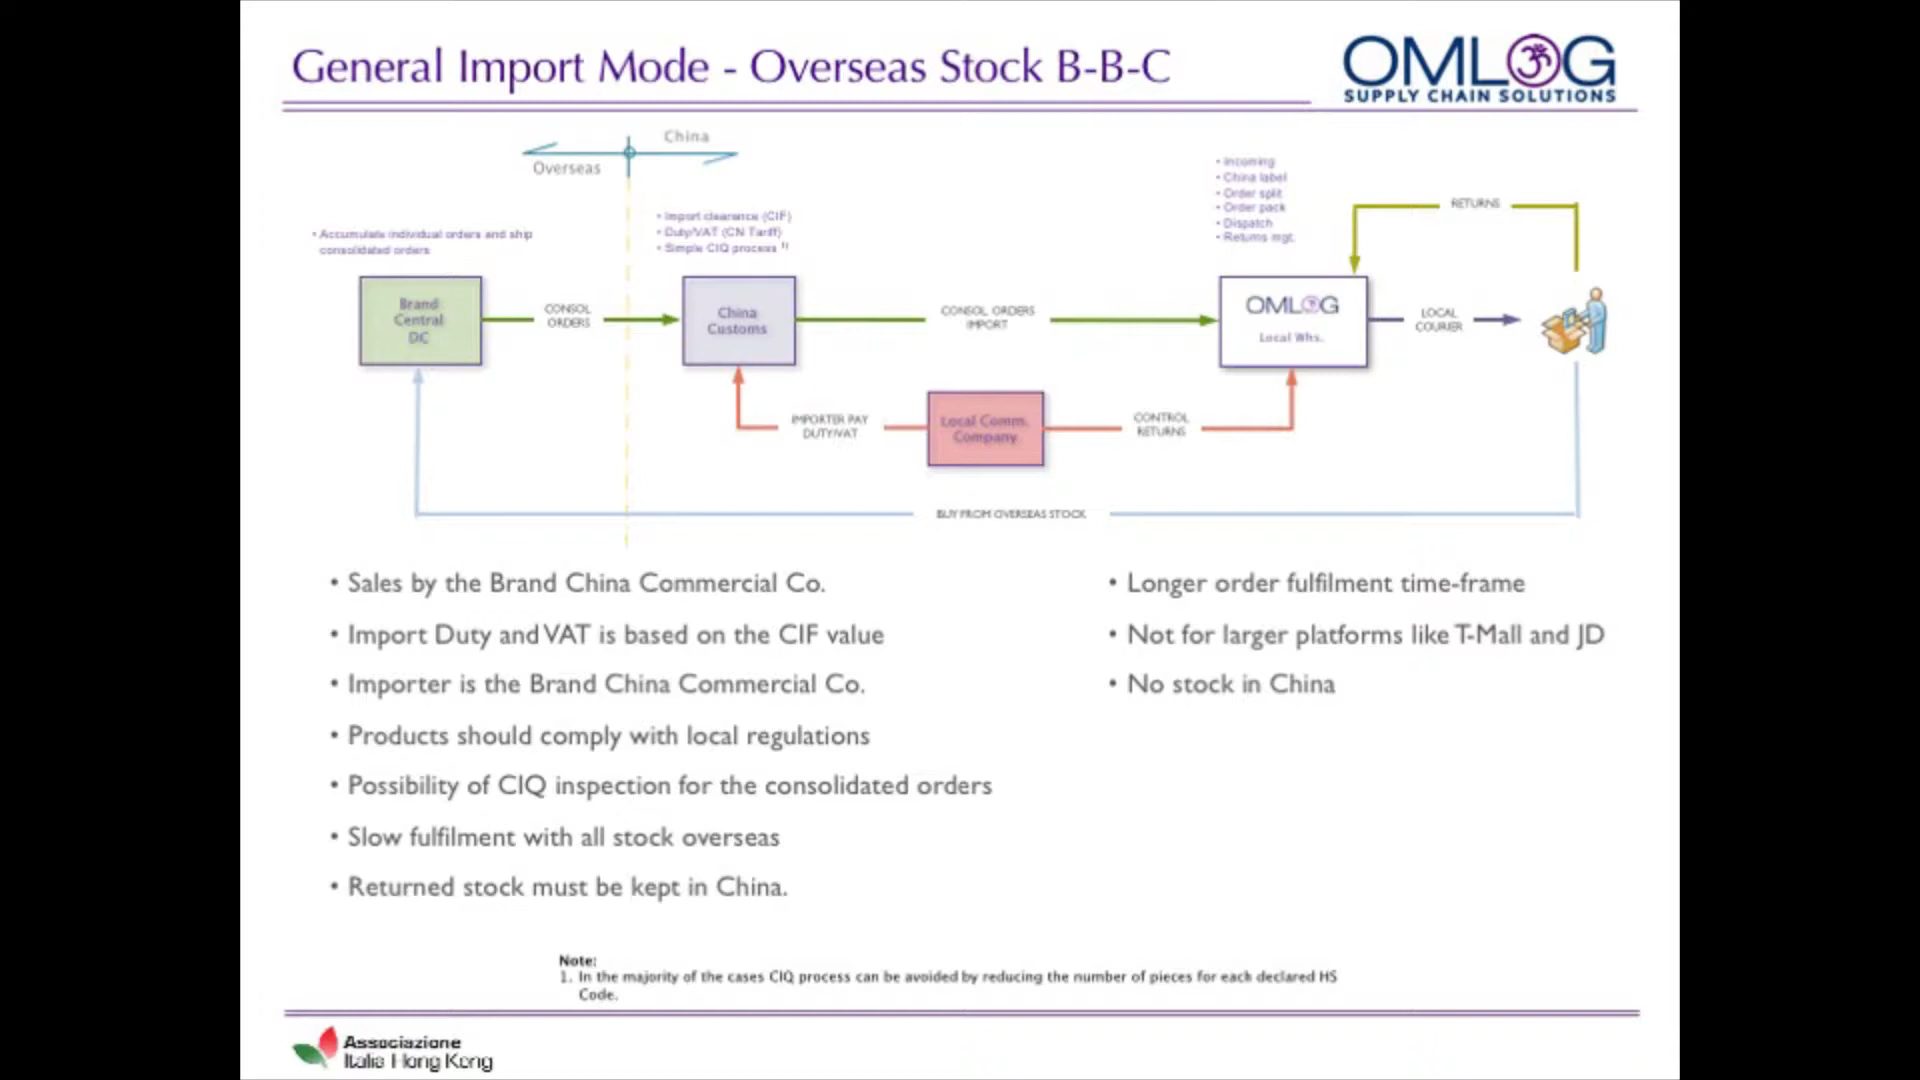 General Import Mode - Overseas Stock B-B-C
OMLOG
SUPPLY CHAIN SOLUTIONS
China
Overseas
• Accumulate individual orders and ship
consolidated orders
• Import clearance (CIF)
• Duty/VAT (CN Tariff)
• Simple CIQ process 1)
• Incoming
• China label
• Order split
• Order pack
• Dispatch
• Returns mgt.
RETURNS
Brand
Central
DC
CONSOL
ORDERS
China
Customs
CONSOL ORDERS
IMPORT
OMLOG
Local Whs.
LOCAL
COURIER
IMPORTER PAY
DUTY/VAT
Local Comm.
Company
CONTROL
RETURNS
BUY FROM OVERSEAS STOCK
• Sales by the Brand China Commercial Co.
• Import Duty and VAT is based on the CIF value
• Importer is the Brand China Commercial Co.
• Products should comply with local regulations
• Possibility of CIQ inspection for the consolidated orders
• Slow fulfilment with all stock overseas
• Returned stock must be kept in China.
• Longer order fulfilment time-frame
• Not for larger platforms like T-Mall and JD
• No stock in China
Note:
1. In the majority of the cases CIQ process can be avoided by reducing the number of pieces for each declared HS
Code.
Associazione
Italia Hong Kong